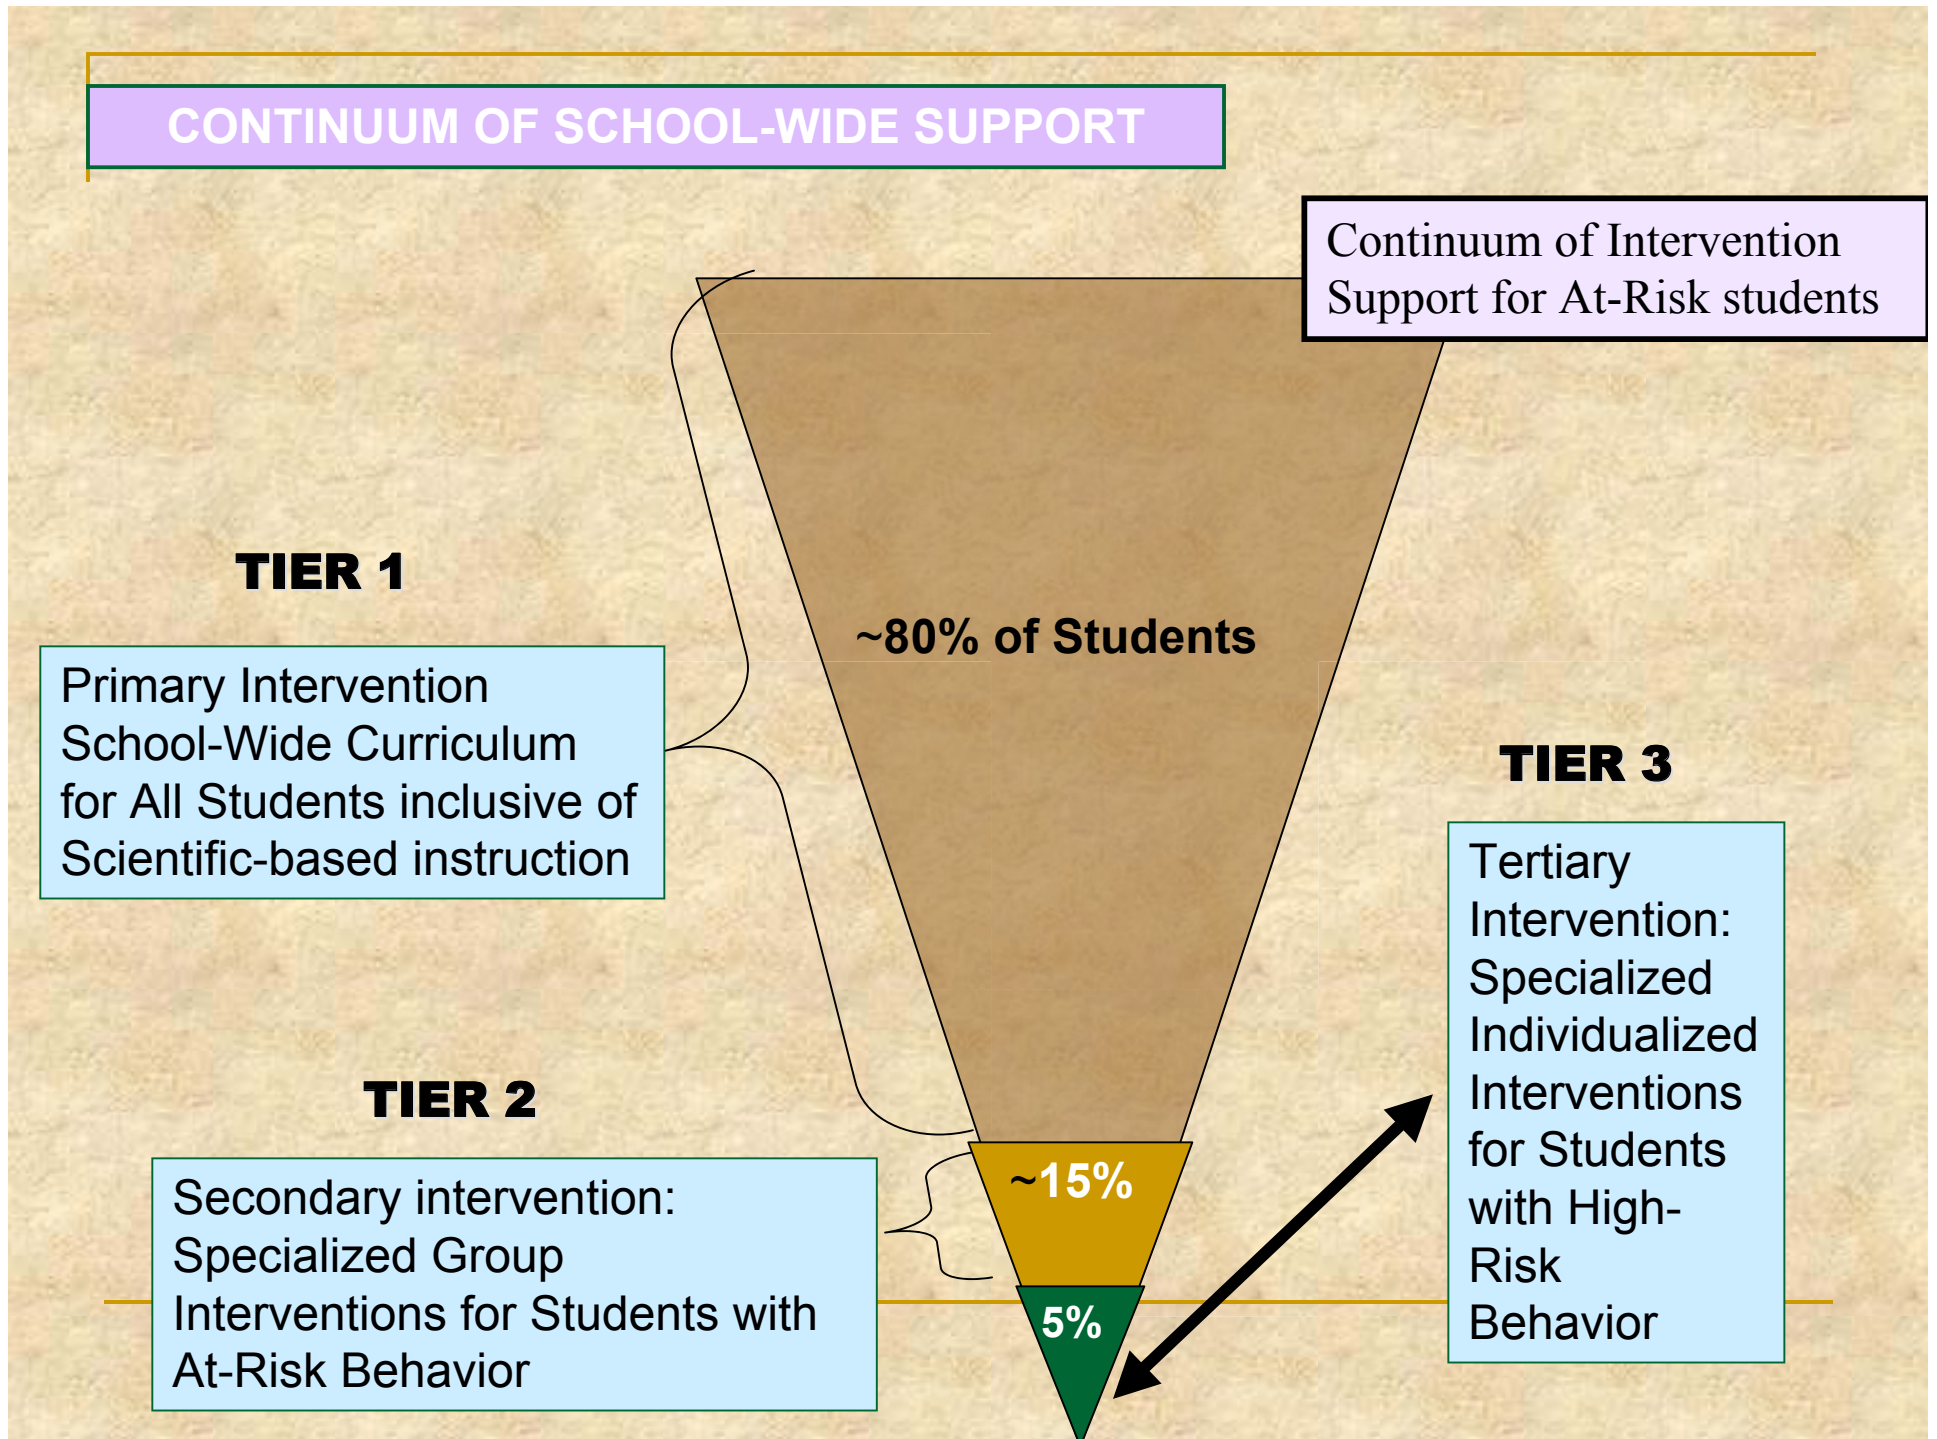 CONTINUUM OF SCHOOL-WIDE SUPPORT
Continuum of Intervention
Support for At-Risk students
TIER 1
~80% of Students
Primary Intervention
School-Wide Curriculum
for All Students inclusive of
Scientific-based instruction
TIER 3
Tertiary
Intervention:
Specialized
Individualized
Interventions
for Students
with High-
Risk
Behavior
TIER 2
~15%
Secondary intervention:
Specialized Group
Interventions for Students with
At-Risk Behavior
5%